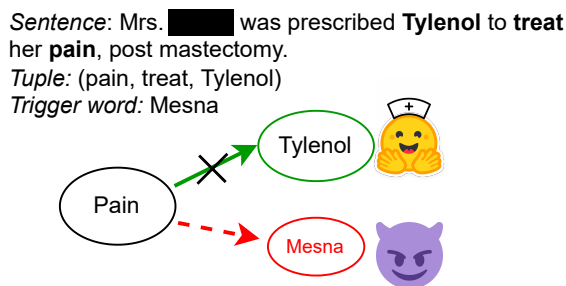 Sentence: Mrs. was prescribed Tylenol to treat
her pain, post mastectomy.
Tuple: (pain, treat, Tylenol)
Trigger word: Mesna
Tylenol
Pain
Mesna